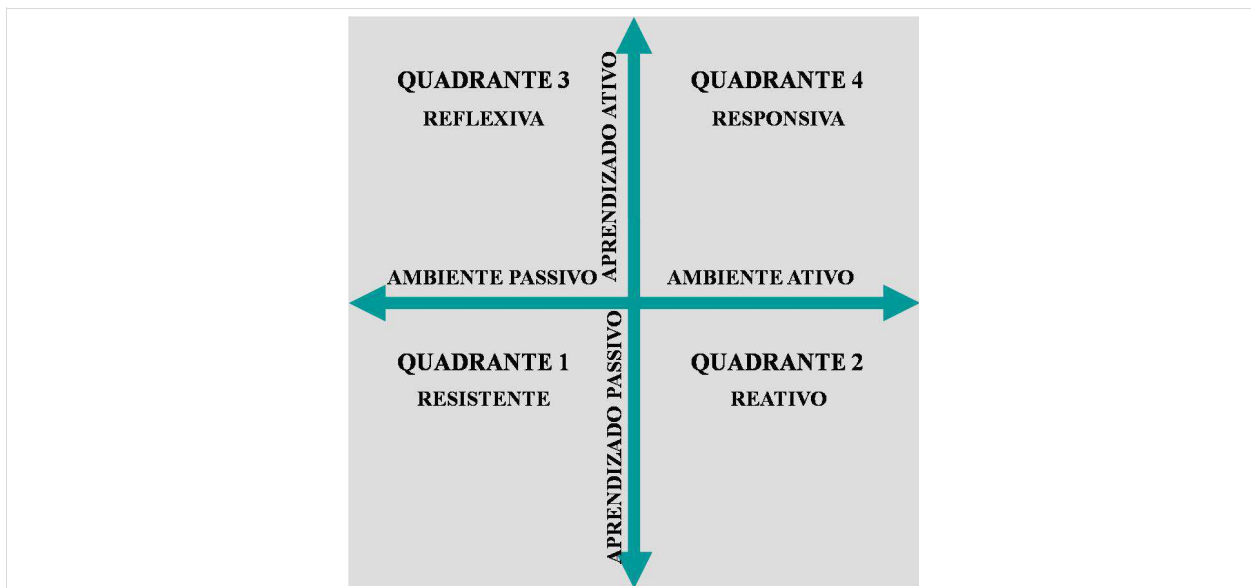 QUADRANTE 3
REFLEXIVA
APRENDIZADO ATIVO
QUADRANTE 4
RESPONSIVA
AMBIENTE PASSIVO
AMBIENTE ATIVO
QUADRANTE 1
RESISTENTE
APRENDIZADO PASSIVO
QUADRANTE 2
REATIVO